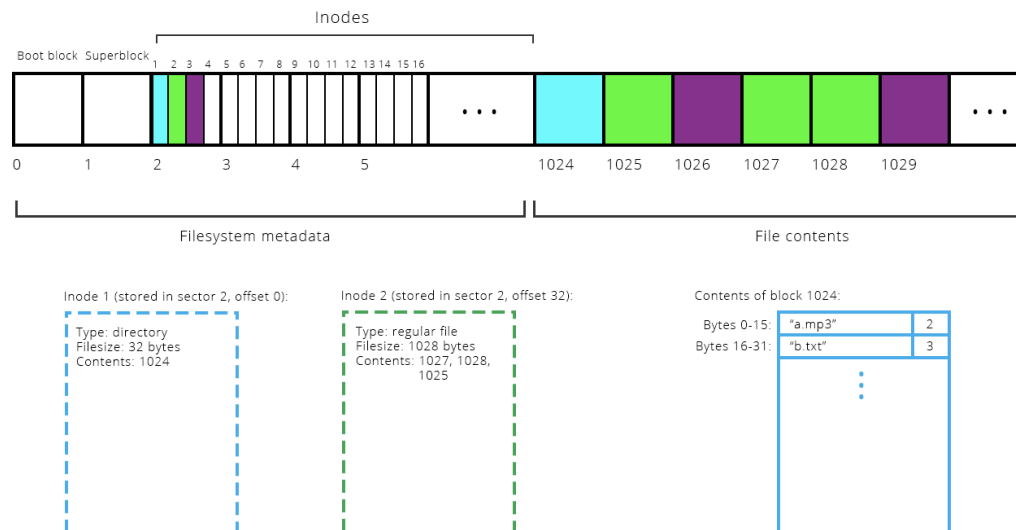 Inodes
Boot block Superblock 1 2 3 4 5 6 7 8 9 10 11 12 13 14 15 16
• • • • • •
0 1 2 3 4 5 1024 1025 1026 1027 1028 1029
Filesystem metadata File contents
Inode 1 (stored in sector 2, offset 0):
Type: directory
Filesize: 32 bytes
Contents: 1024
Inode 2 (stored in sector 2, offset 32):
Type: regular file
Filesize: 1028 bytes
Contents: 1027, 1028,
1025
Contents of block 1024:
Bytes 0-15: “a.mp3” 2
Bytes 16-31: “b.txt” 3